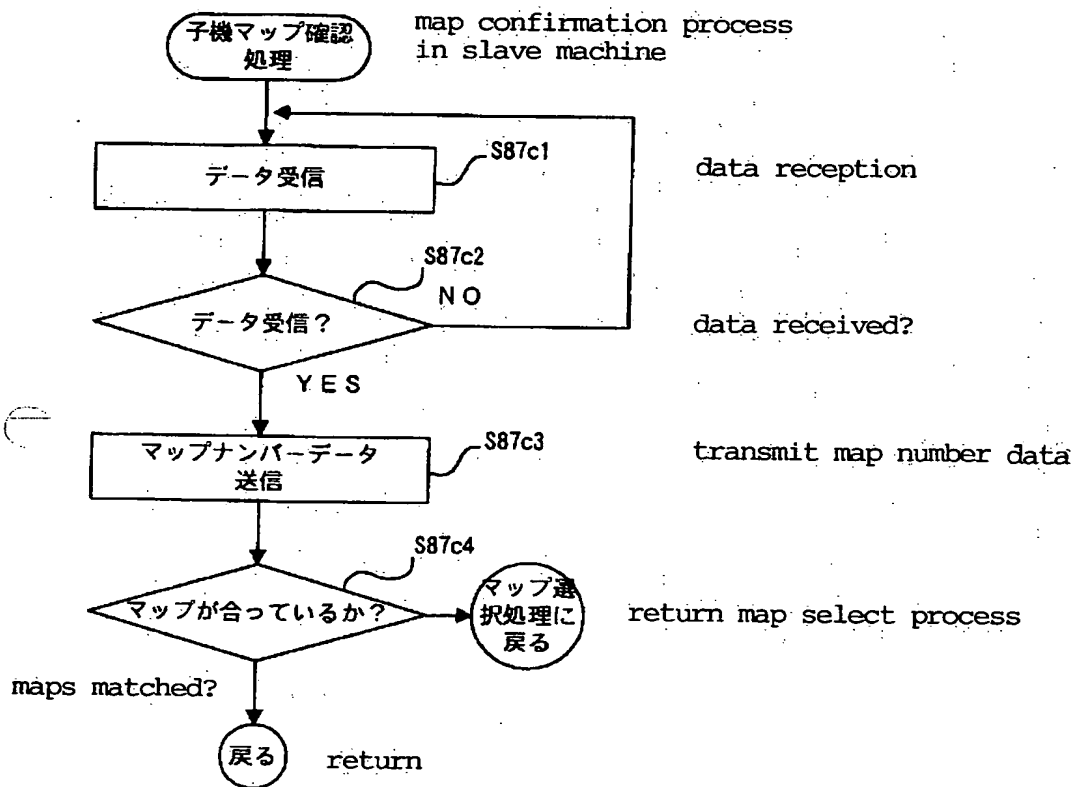 子機マップ確認
処理
map confirmation process
in slave machine
S87c1
データ受信
data reception
S87c2
NO
データ受信？
data received?
YES
マップナンバーデータ
送信
S87c3
transmit map number data
S87c4
マップが合っているか？
マップ選
択処理に
戻る
return map select process
maps matched?
戻る
return